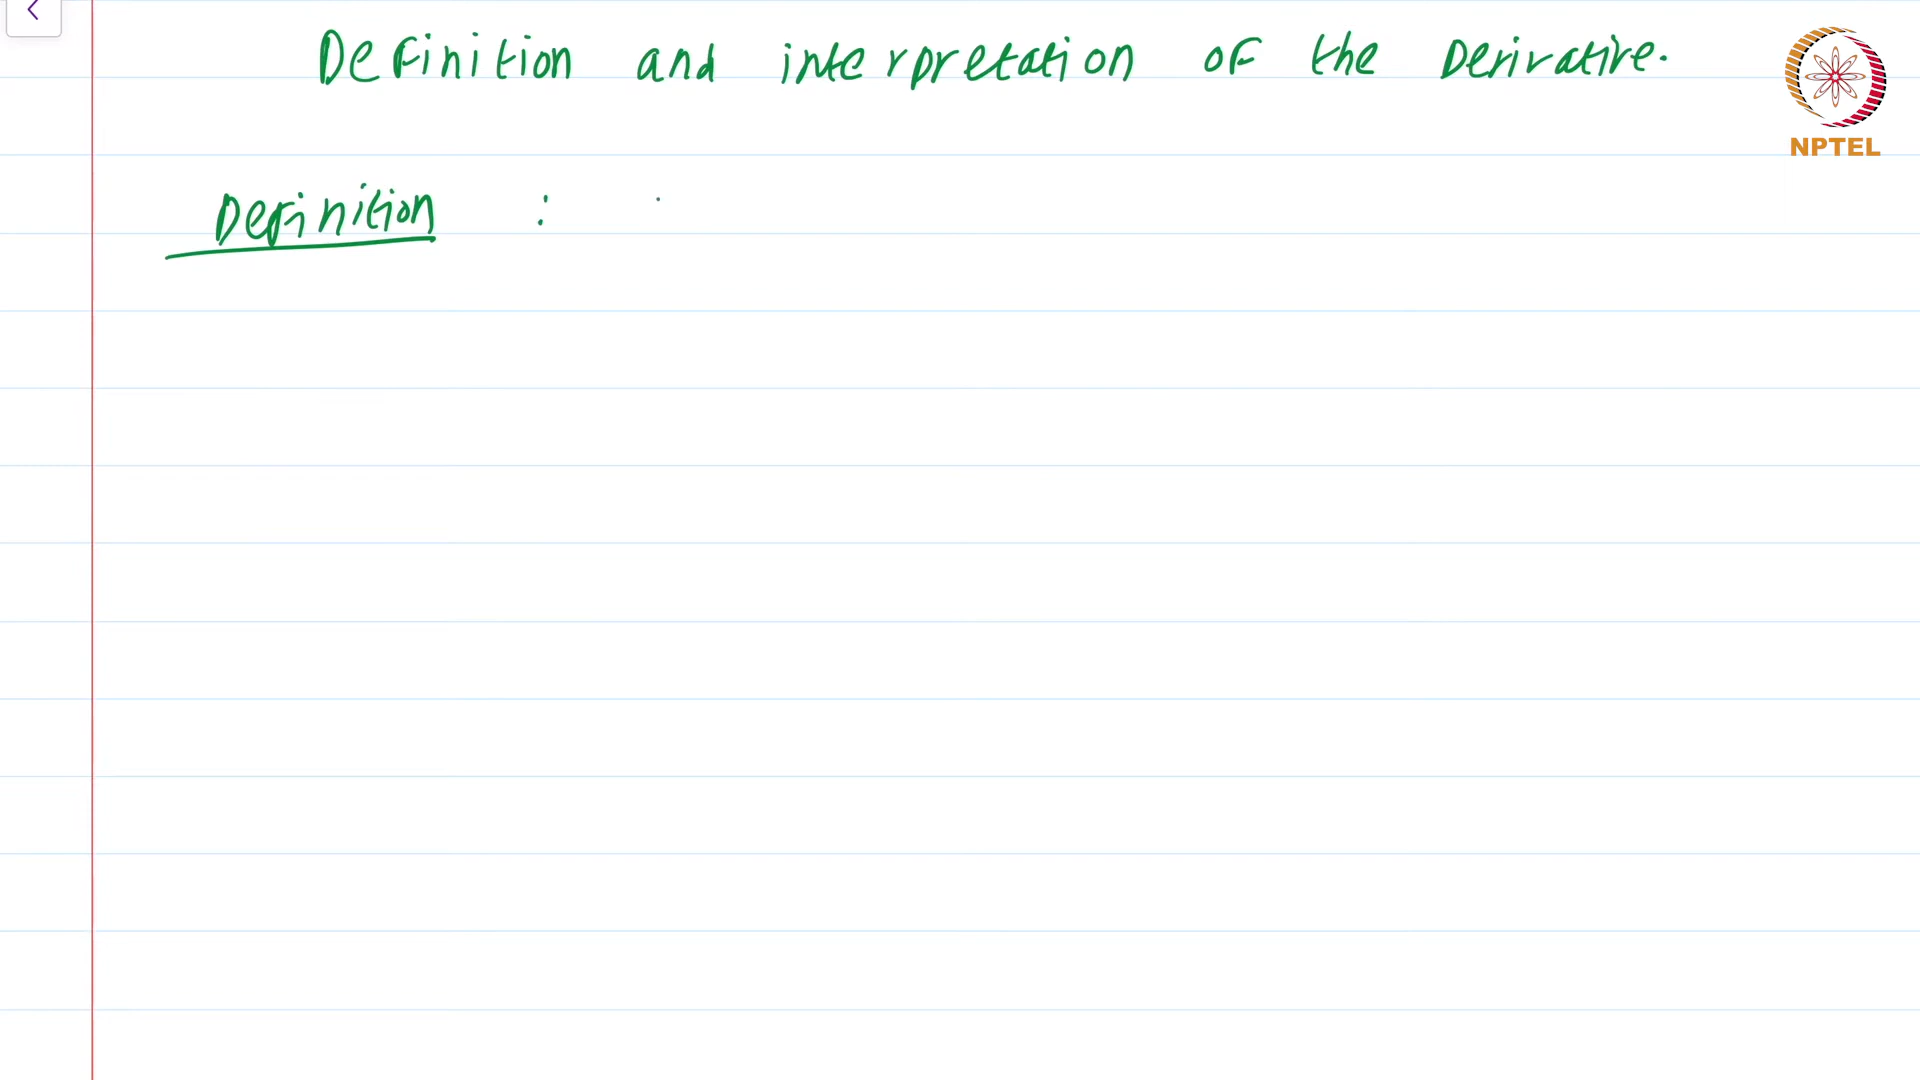 Definition and interpretation of the Derivative.
NPTEL
Definition :